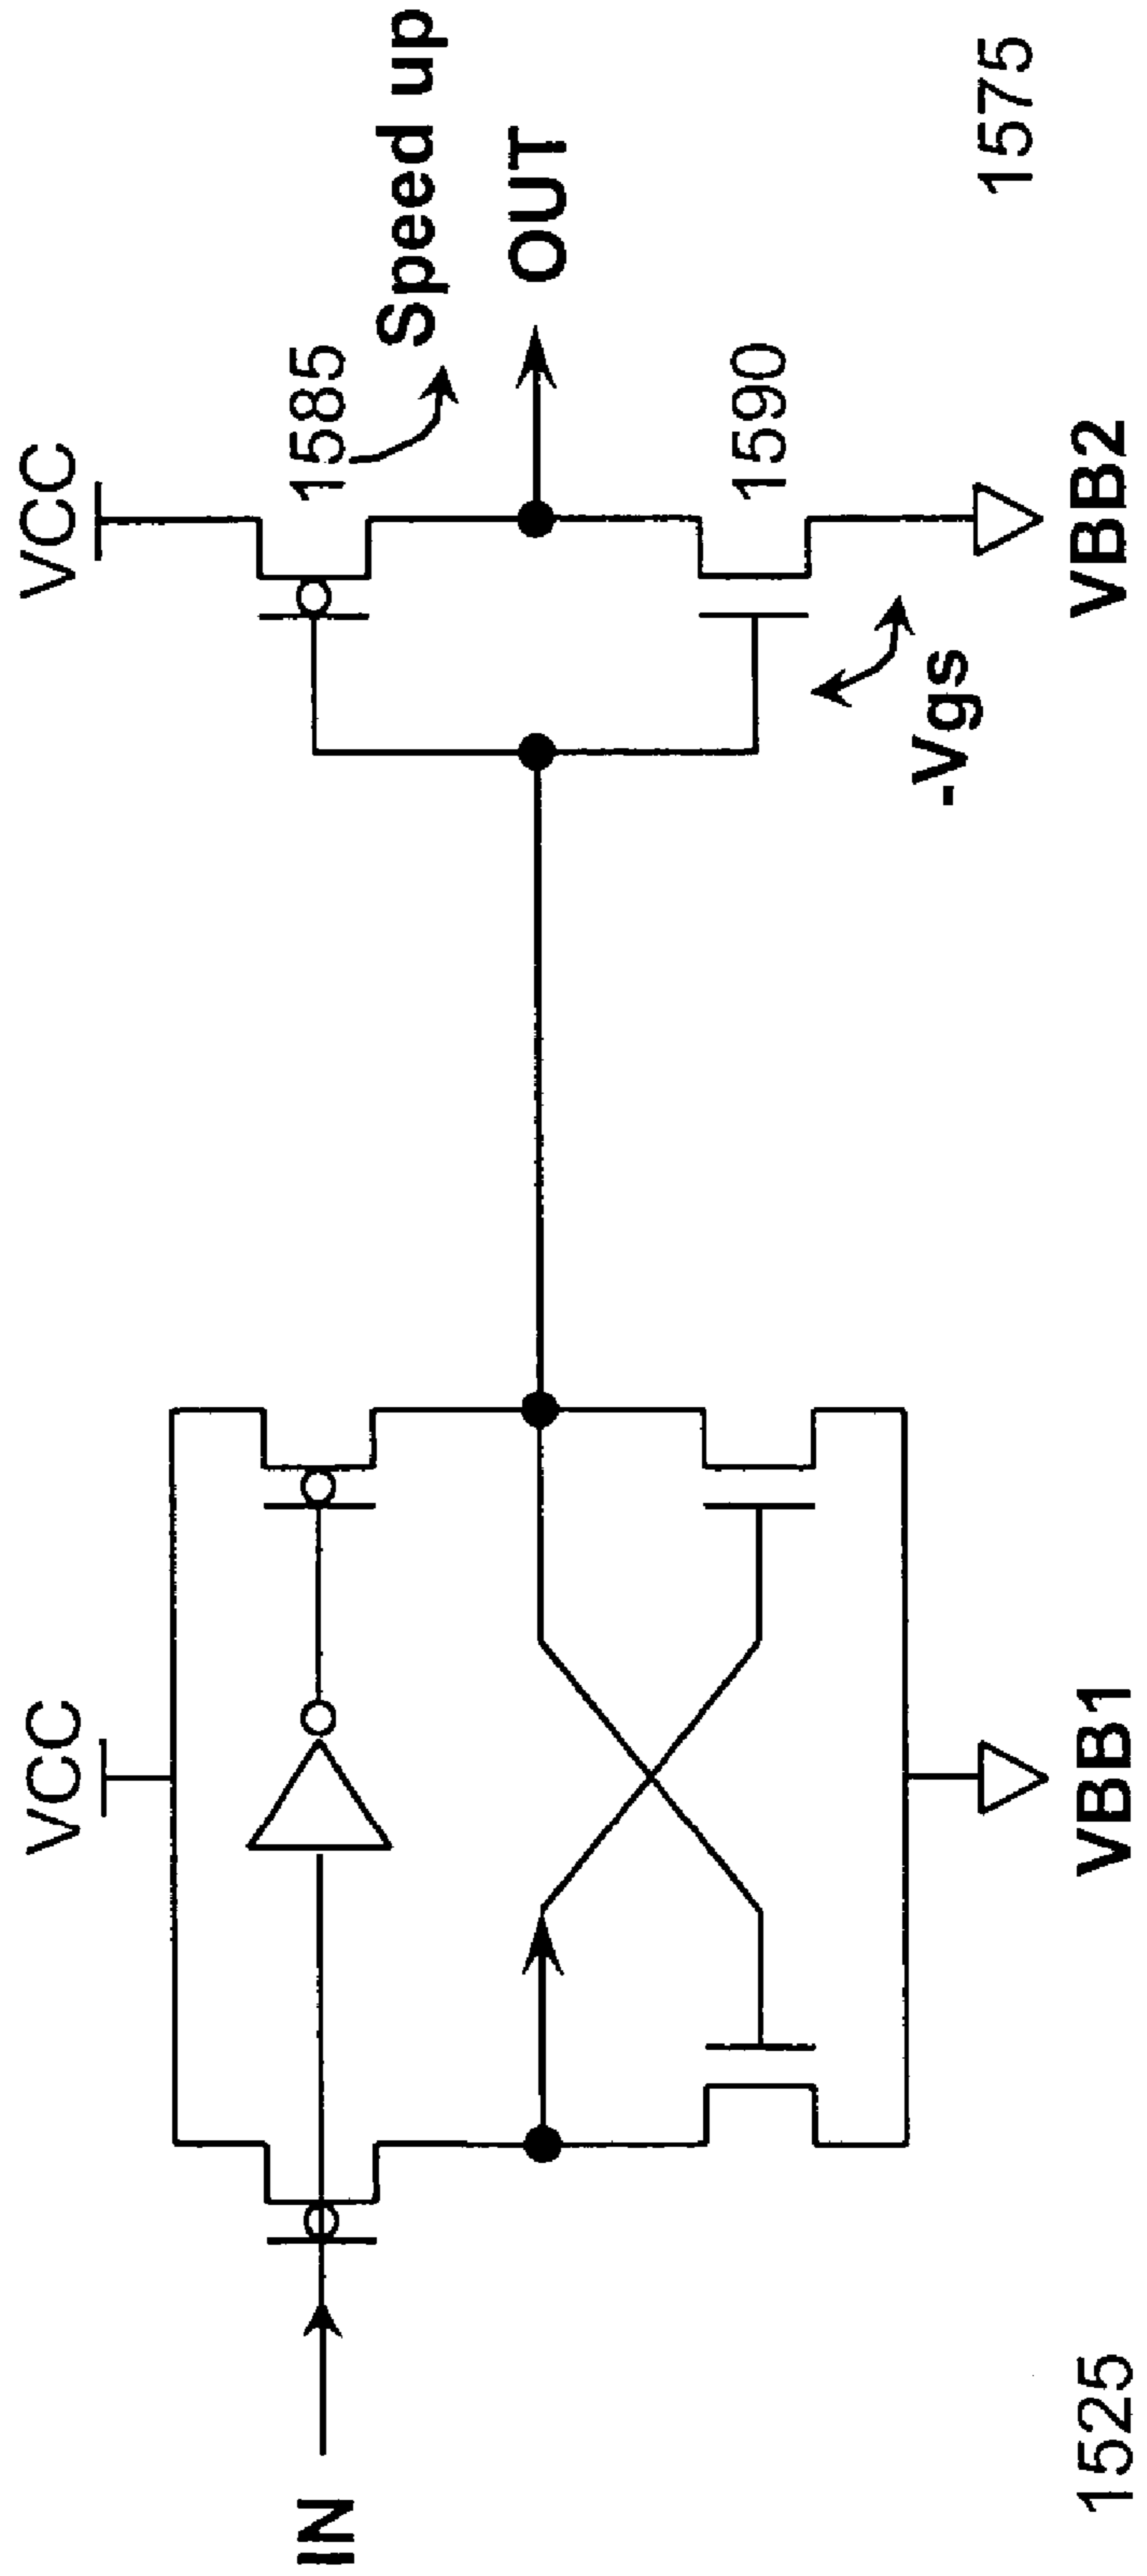 VCC
VCC
1585
Speed up
IN
OUT
1590
-Vgs
VBB1
VBB2
1525
1575